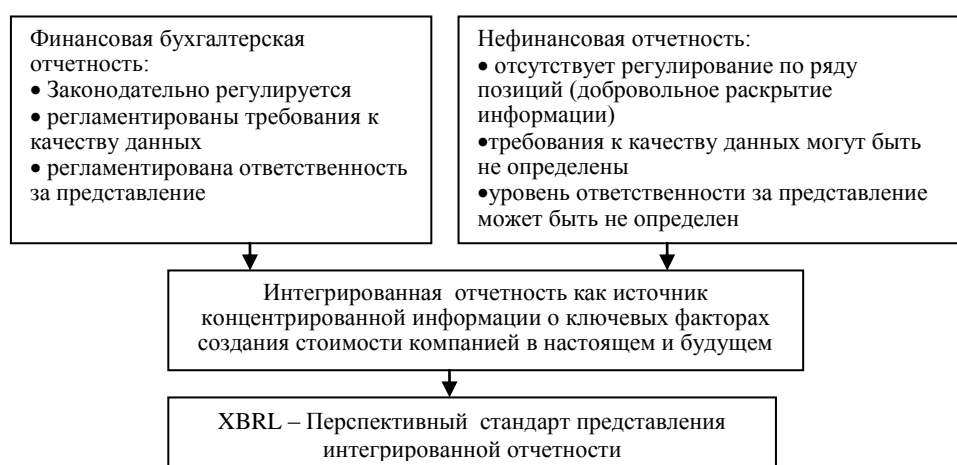 Финансовая бухгалтерская
отчетность:
• Законодательно регулируется
• регламентированы требования к
качеству данных
• регламентирована ответственность
за представление
Нефинансовая отчетность:
• отсутствует регулирование по ряду
позиций (добровольное раскрытие
информации)
•требования к качеству данных могут быть
не определены
•уровень ответственности за представление
может быть не определен
Интегрированная отчетность как источник
концентрированной информации о ключевых факторах
создания стоимости компанией в настоящем и будущем
XBRL – Перспективный стандарт представления
интегрированной отчетности